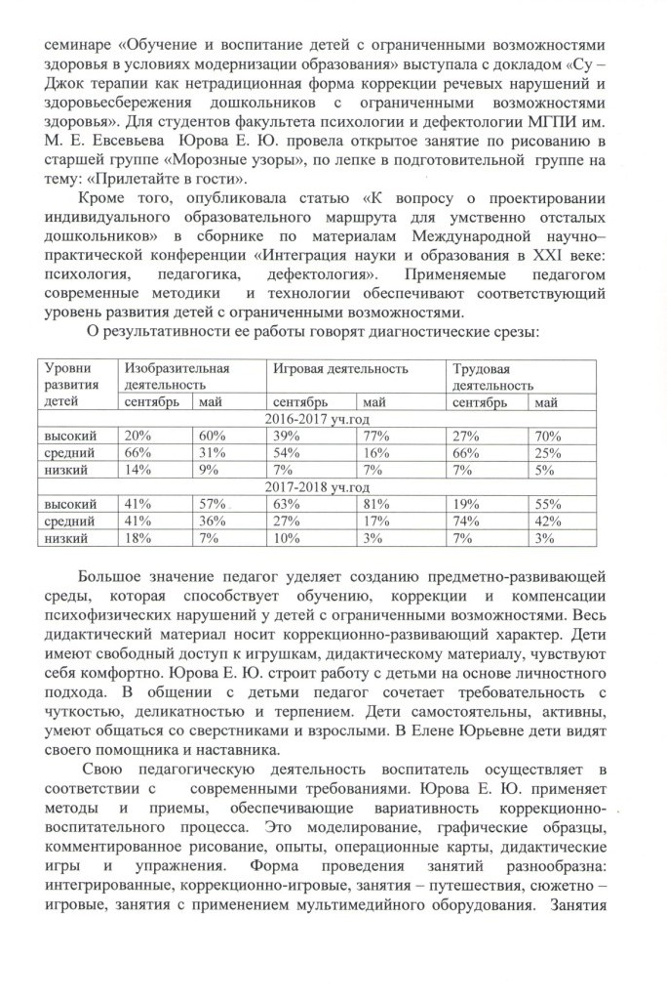 семинаре «Обучение и воспитание детей с ограниченными возможностями
здоровья в условиях модернизации образования» выступала с докладом «Су –
Джок терапии как нетрадиционная форма коррекции речевых нарушений и
здоровьесбережения дошкольников с ограниченными возможностями
здоровья». Для студентов факультета психологии и дефектологии МГПИ им.
М. Е. Евсевьева Юрова Е. Ю. провела открытое занятие по рисованию в
старшей группе «Морозные узоры», по лепке в подготовительной группе на
тему: «Прилетайте в гости».
Кроме того, опубликовала статью «К вопросу о проектировании
индивидуального образовательного маршрута для умственно отсталых
дошкольников» в сборнике по материалам Международной научно–
практической конференции «Интеграция науки и образования в XXI веке:
психология, педагогика, дефектология». Применяемые педагогом
современные методики и технологии обеспечивают соответствующий
уровень развития детей с ограниченными возможностями.
О результативности ее работы говорят диагностические срезы:
Уровни Изобразительная Игровая деятельность Трудовая
развития деятельность деятельность
детей сентябрь май сентябрь май сентябрь май
2016-2017 уч.год
высокий 20% 60% 39% 77% 27% 70%
средний 66% 31% 54% 16% 66% 25%
низкий 14% 9% 7% 7% 7% 5%
2017-2018 уч.год
высокий 41% 57% 63% 81% 19% 55%
средний 41% 36% 27% 17% 74% 42%
низкий 18% 7% 10% 3% 7% 3%
Большое значение педагог уделяет созданию предметно-развивающей
среды, которая способствует обучению, коррекции и компенсации
психофизических нарушений у детей с ограниченными возможностями. Весь
дидактический материал носит коррекционно-развивающий характер. Дети
имеют свободный доступ к игрушкам, дидактическому материалу, чувствуют
себя комфортно. Юрова Е. Ю. строит работу с детьми на основе личностного
подхода. В общении с детьми педагог сочетает требовательность с
чуткостью, деликатностью и терпением. Дети самостоятельны, активны,
умеют общаться со сверстниками и взрослыми. В Елене Юрьевне дети видят
своего помощника и наставника.
Свою педагогическую деятельность воспитатель осуществляет в
соответствии с современными требованиями. Юрова Е. Ю. применяет
методы и приемы, обеспечивающие вариативность коррекционно-
воспитательного процесса. Это моделирование, графические образцы,
комментированное рисование, опыты, операционные карты, дидактические
игры и упражнения. Форма проведения занятий разнообразна:
интегрированные, коррекционно-игровые, занятия – путешествия, сюжетно –
игровые, занятия с применением мультимедийного оборудования. Занятия